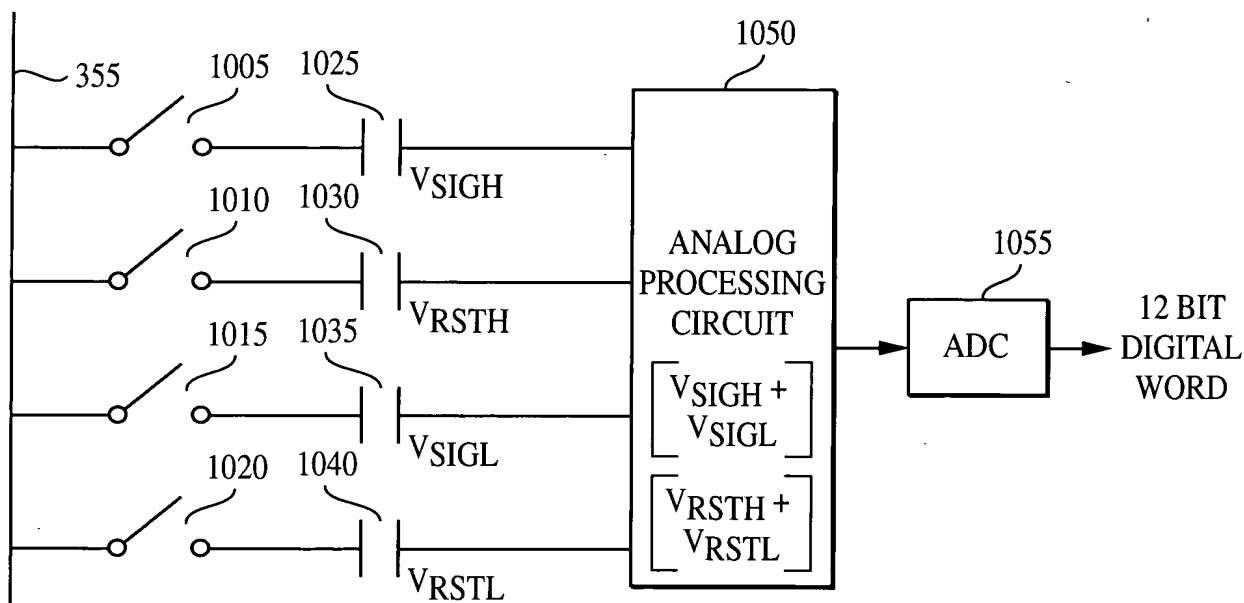 1050
355
1005
1025
VSIGH
1010
1030
VRSTH
1015
1035
VSIGL
1020
1040
VRSTL
ANALOG
PROCESSING
CIRCUIT
VSIGH +
VSIGL
VRSTH +
VRSTL
1055
ADC
12 BIT
DIGITAL
WORD